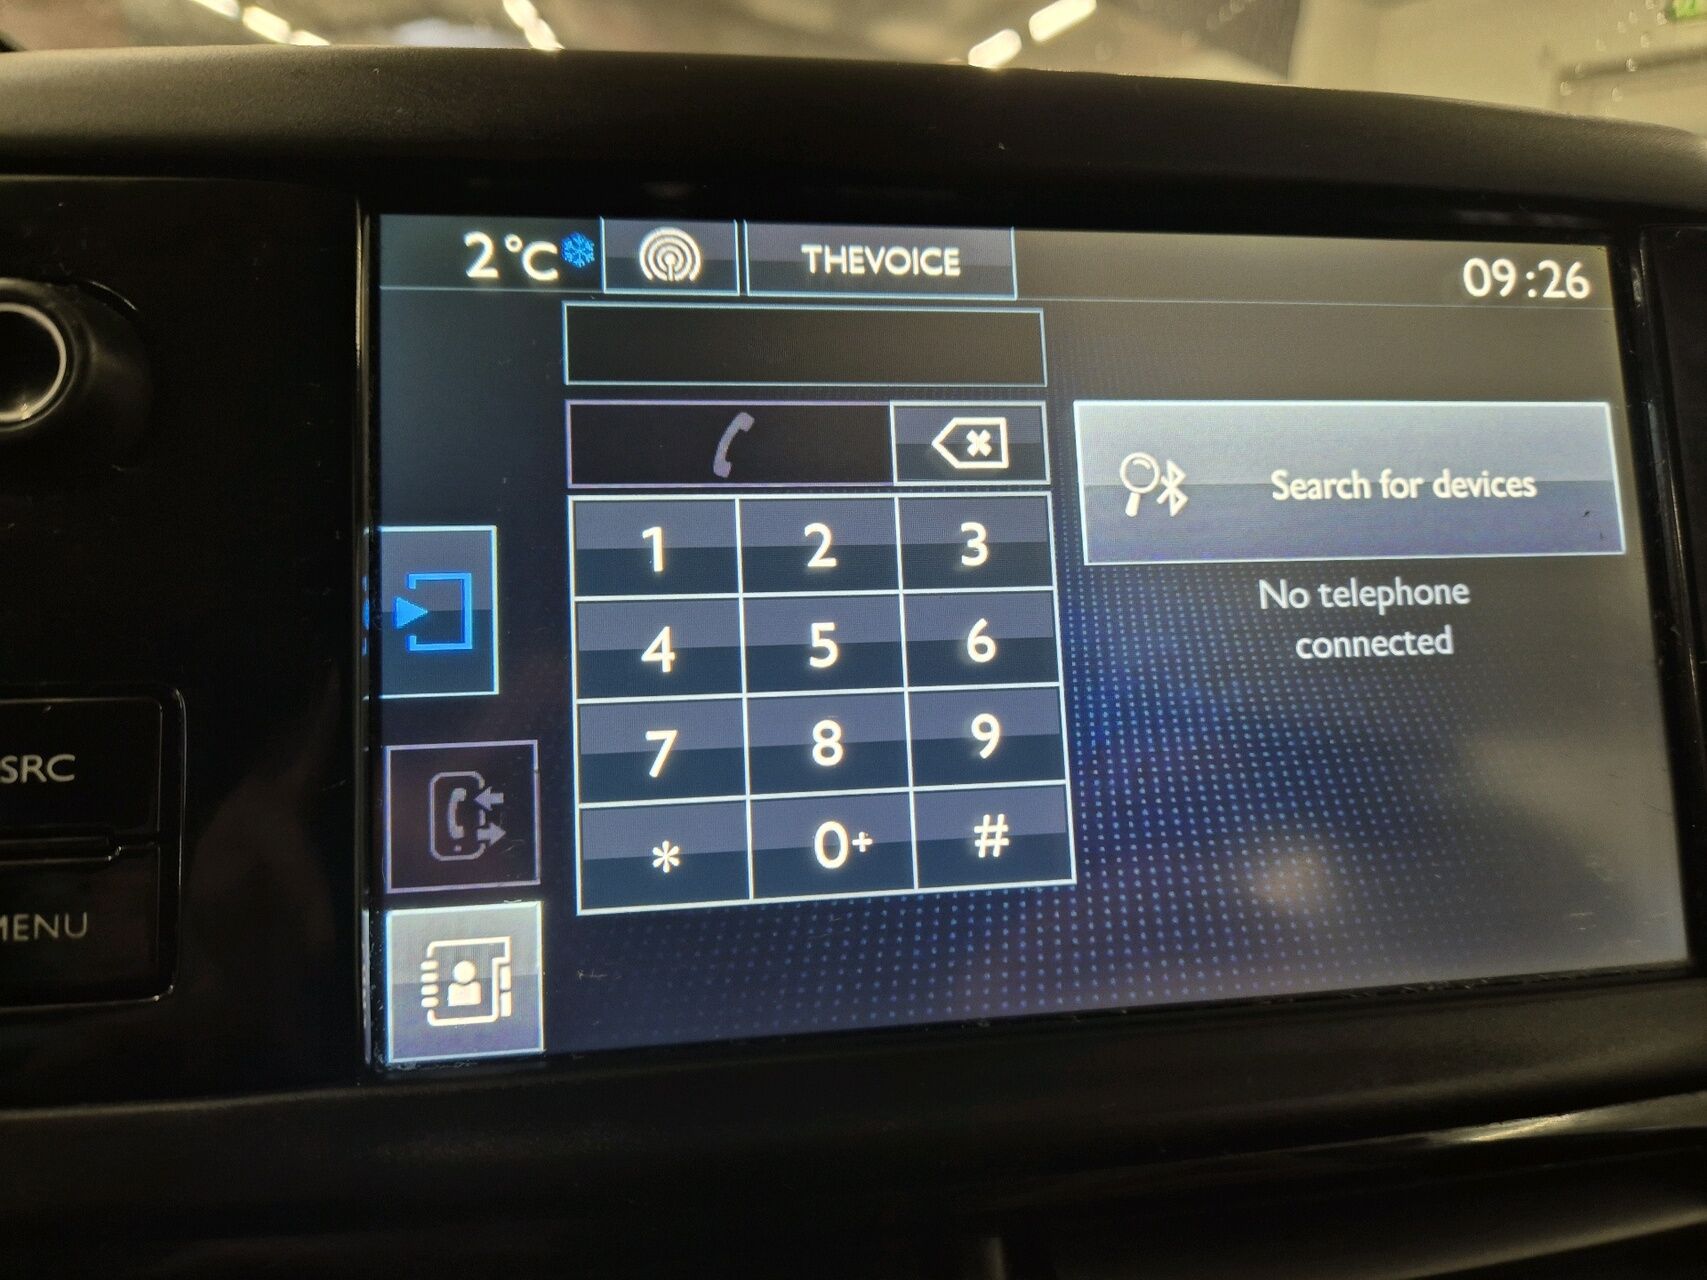 2°C
THEVOICE
09:26
Search for devices
No telephone
connected
1 2 3
4 5 6
7 8 9
* 0+ #
SRC
MENU